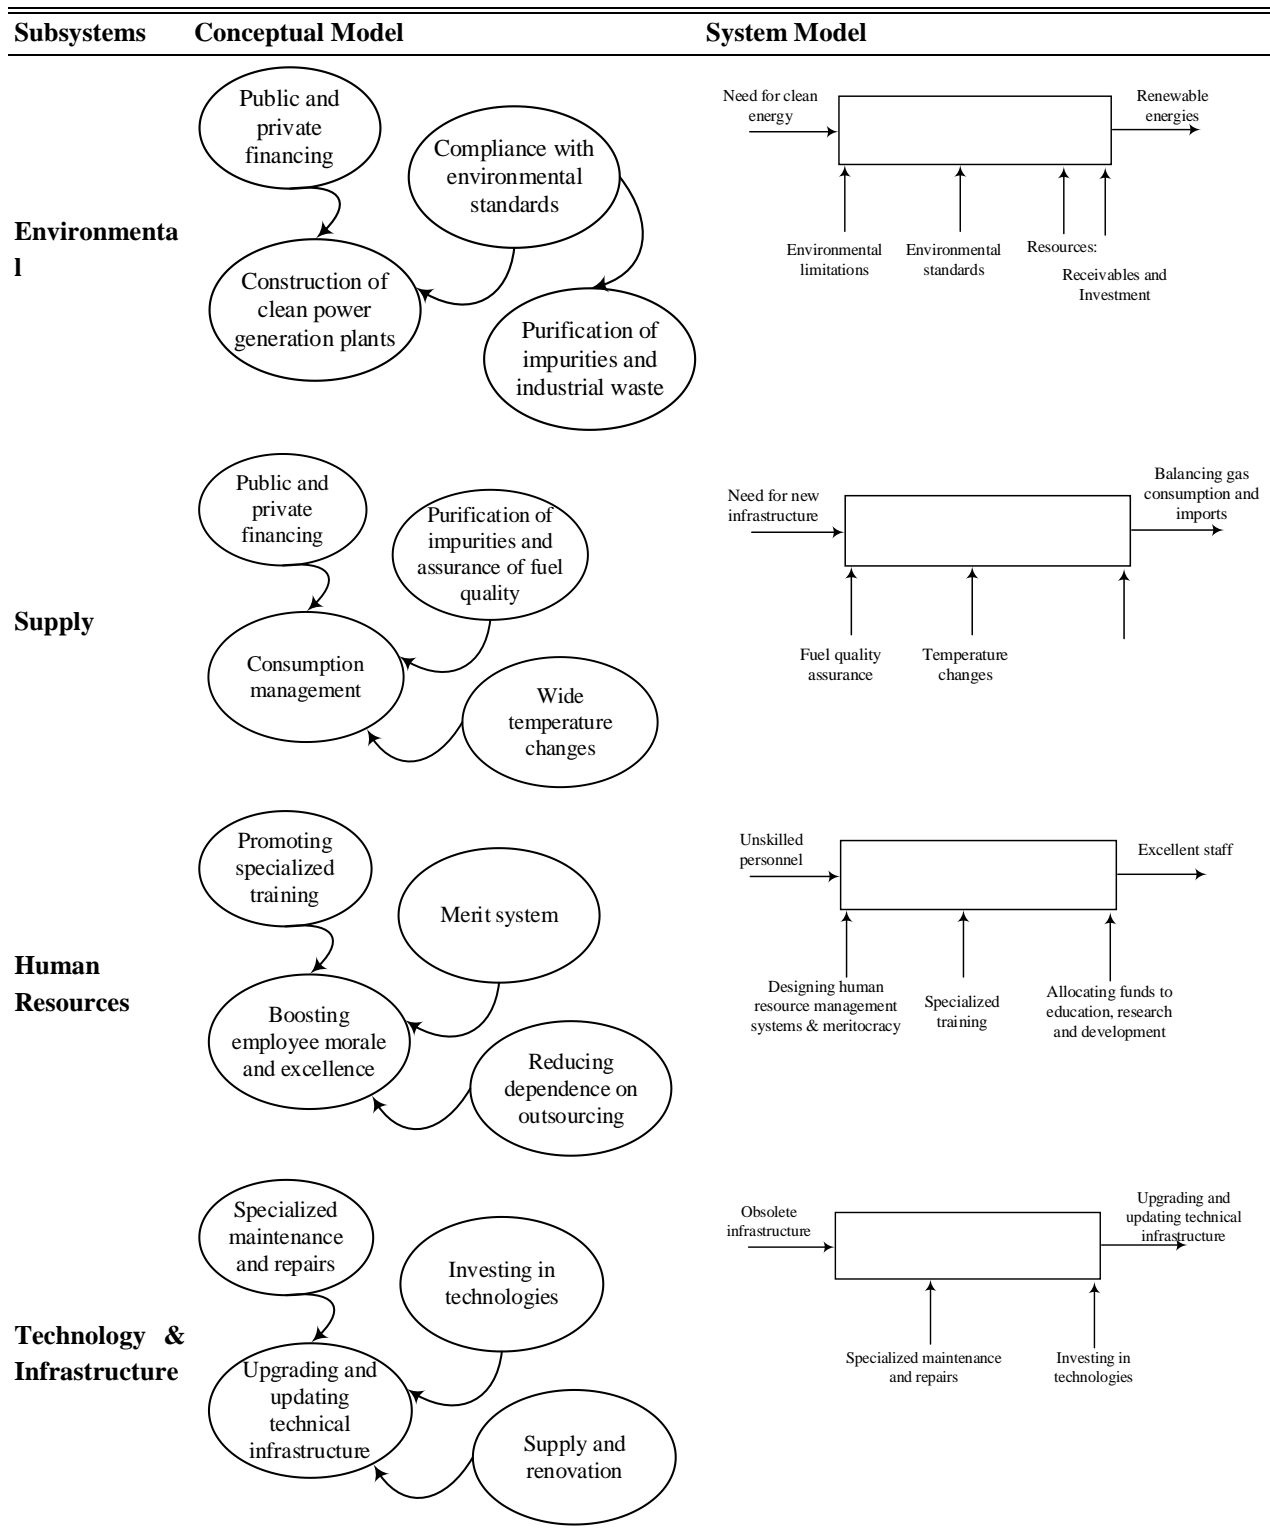 Subsystems
Conceptual Model
System Model
Environmenta
l
Public and
private
financing
Compliance with
environmental
standards
Construction of
clean power
generation plants
Purification of
impurities and
industrial waste
Need for clean
energy
Renewable
energies
Environmental
limitations
Environmental
standards
Resources:
Receivables and
Investment
Supply
Public and
private
financing
Purification of
impurities and
assurance of fuel
quality
Consumption
management
Wide
temperature
changes
Need for new
infrastructure
Balancing gas
consumption and
imports
Fuel quality
assurance
Temperature
changes
Human
Resources
Promoting
specialized
training
Merit system
Boosting
employee morale
and excellence
Reducing
dependence on
outsourcing
Unskilled
personnel
Excellent staff
Designing human
resource management
systems & meritocracy
Specialized
training
Allocating funds to
education, research
and development
Technology &
Infrastructure
Specialized
maintenance
and repairs
Investing in
technologies
Upgrading and
updating
technical
infrastructure
Supply and
renovation
Obsolete
infrastructure
Upgrading and
updating technical
infrastructure
Specialized maintenance
and repairs
Investing in
technologies